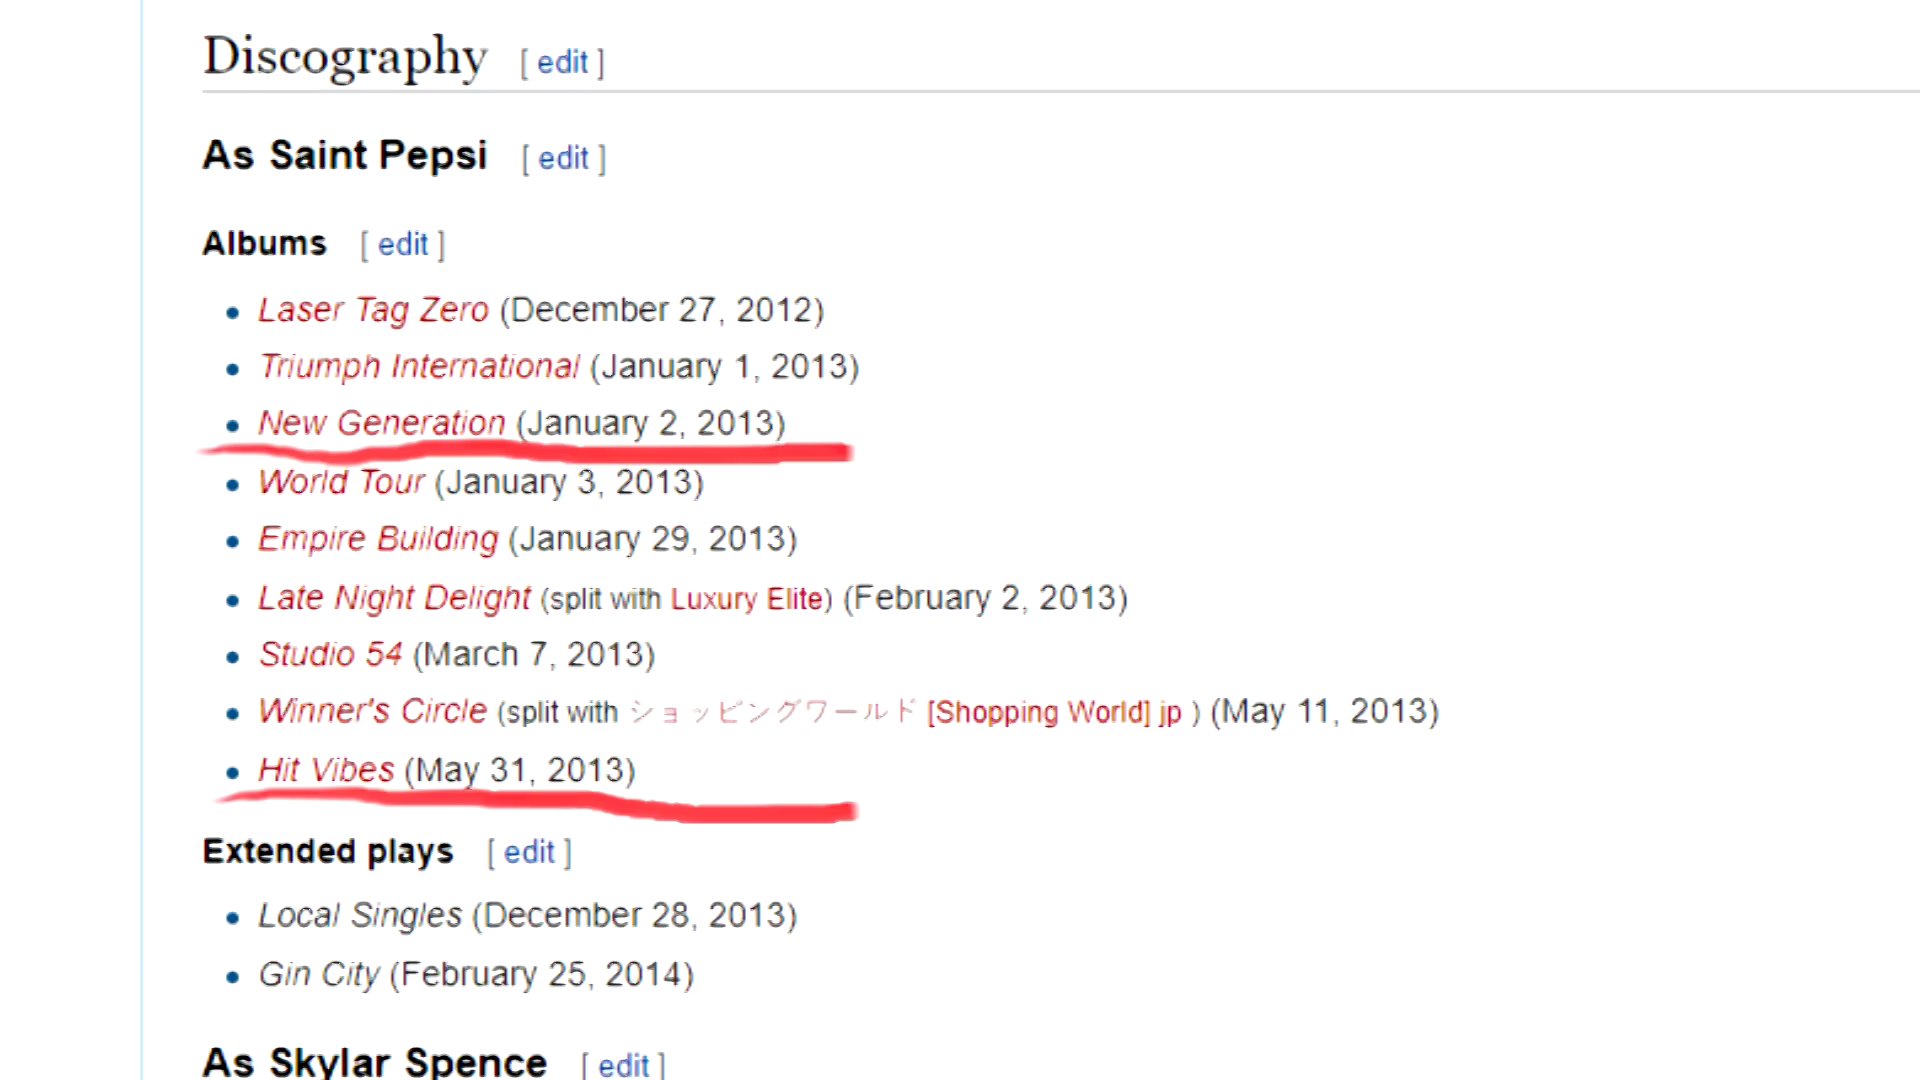 Discography [ edit ]
As Saint Pepsi [ edit ]
Albums [ edit ]
• Laser Tag Zero (December 27, 2012)
• Triumph International (January 1, 2013)
• New Generation (January 2, 2013)
• World Tour (January 3, 2013)
• Empire Building (January 29, 2013)
• Late Night Delight (split with Luxury Elite) (February 2, 2013)
• Studio 54 (March 7, 2013)
• Winner's Circle (split with ショッピングワールド [Shopping World] jp ) (May 11, 2013)
• Hit Vibes (May 31, 2013)
Extended plays [ edit ]
• Local Singles (December 28, 2013)
• Gin City (February 25, 2014)
As Skylar Spence [ edit ]